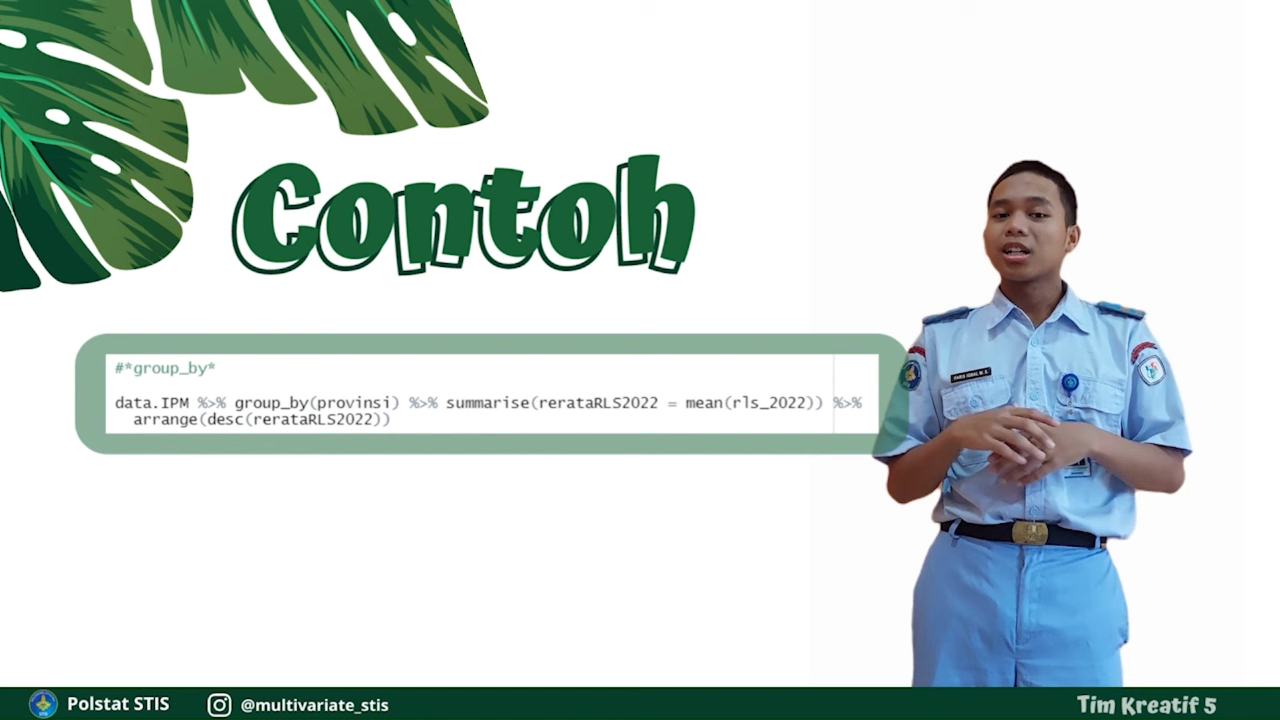 Contoh
#*group_by*
data.IPM %>% group_by(provinsi) %>% summarise(rerataRLS2022 = mean(rls_2022)) %>%
arrange(desc(rerataRLS2022))
Polstat STIS
@multivariate_stis
Tim Kreatif 5